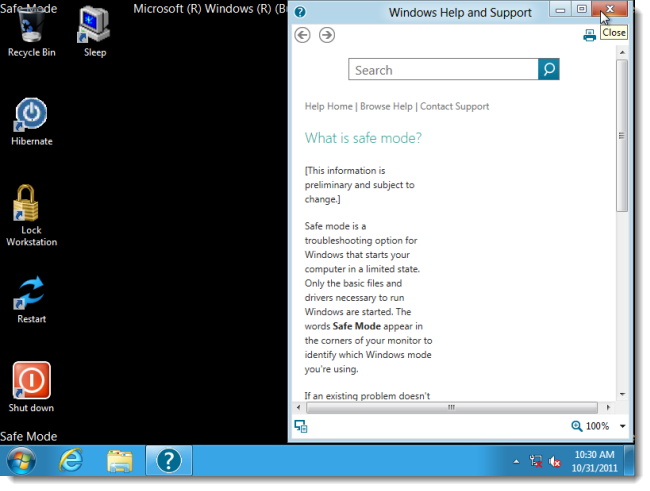 Safe Mode
Microsoft (R) Windows (R) (B
Recycle Bin
Sleep
Hibernate
Lock
Workstation
Restart
Shut down
Safe Mode
Windows Help and Support
Close
Search
Help Home | Browse Help | Contact Support
What is safe mode?
[This information is
preliminary and subject to
change.]
Safe mode is a
troubleshooting option for
Windows that starts your
computer in a limited state.
Only the basic files and
drivers necessary to run
Windows are started. The
words Safe Mode appear in
the corners of your monitor to
identify which Windows mode
you're using.
If an existing problem doesn't
100%
10:30 AM
10/31/2011